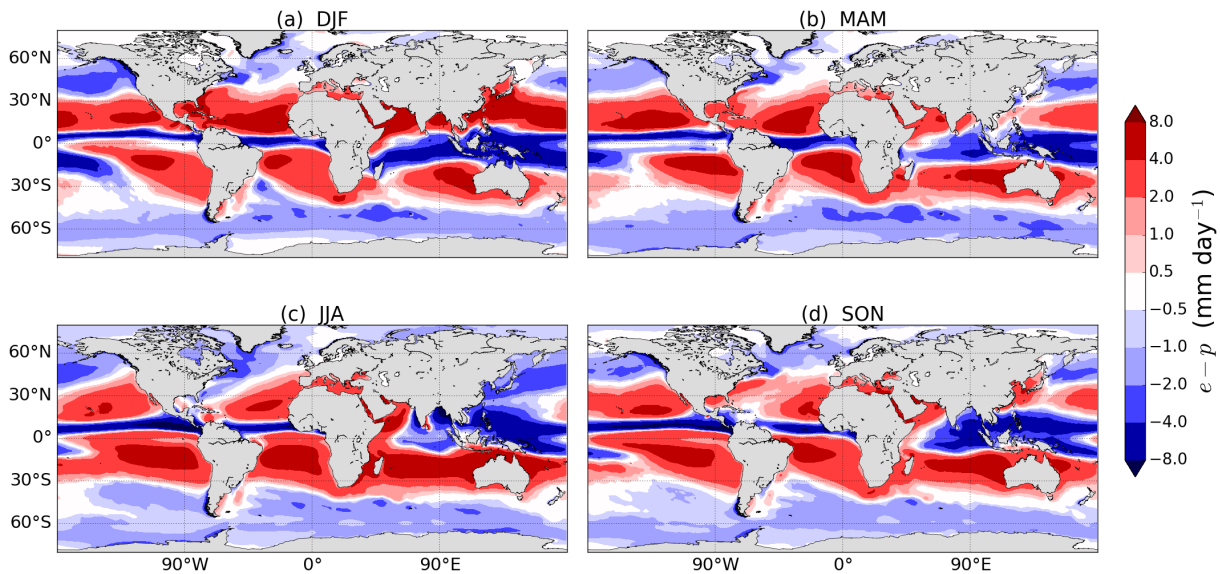 (a) DJF
(b) MAM
60°N
30°N
0°
30°S
60°S
(c) JJA
(d) SON
60°N
30°N
0°
30°S
60°S
90°W
0°
90°E
90°W
0°
90°E
8.0
4.0
2.0
1.0
0.5
−0.5
−1.0
−2.0
−4.0
−8.0
e − p (mm day⁻¹)